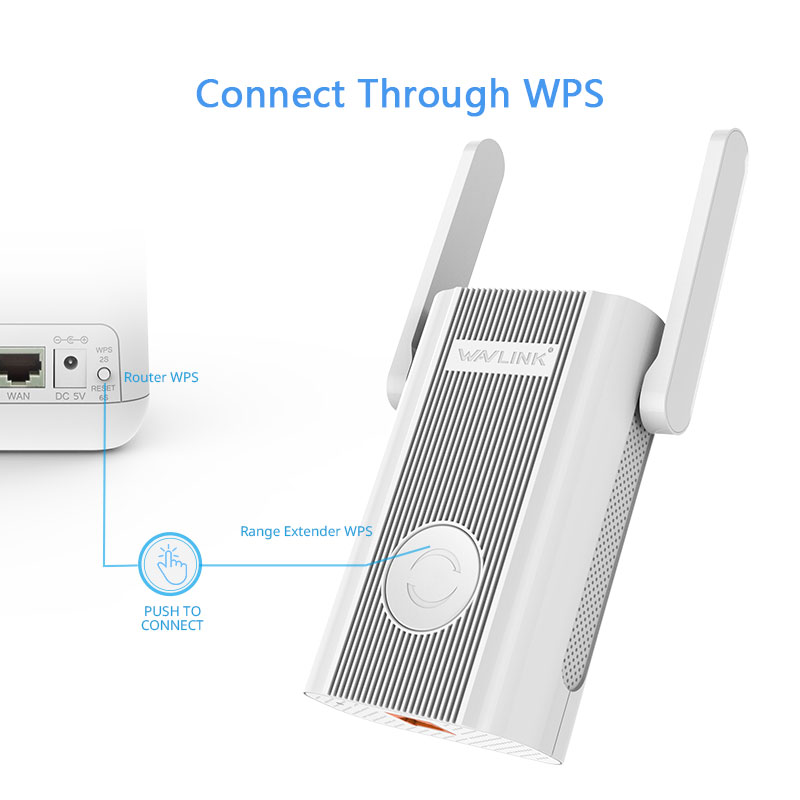 Connect Through WPS
WAVLINK®
WPS
2S
Router WPS
RESET
6S
WAN
DC 5V
Range Extender WPS
PUSH TO
CONNECT